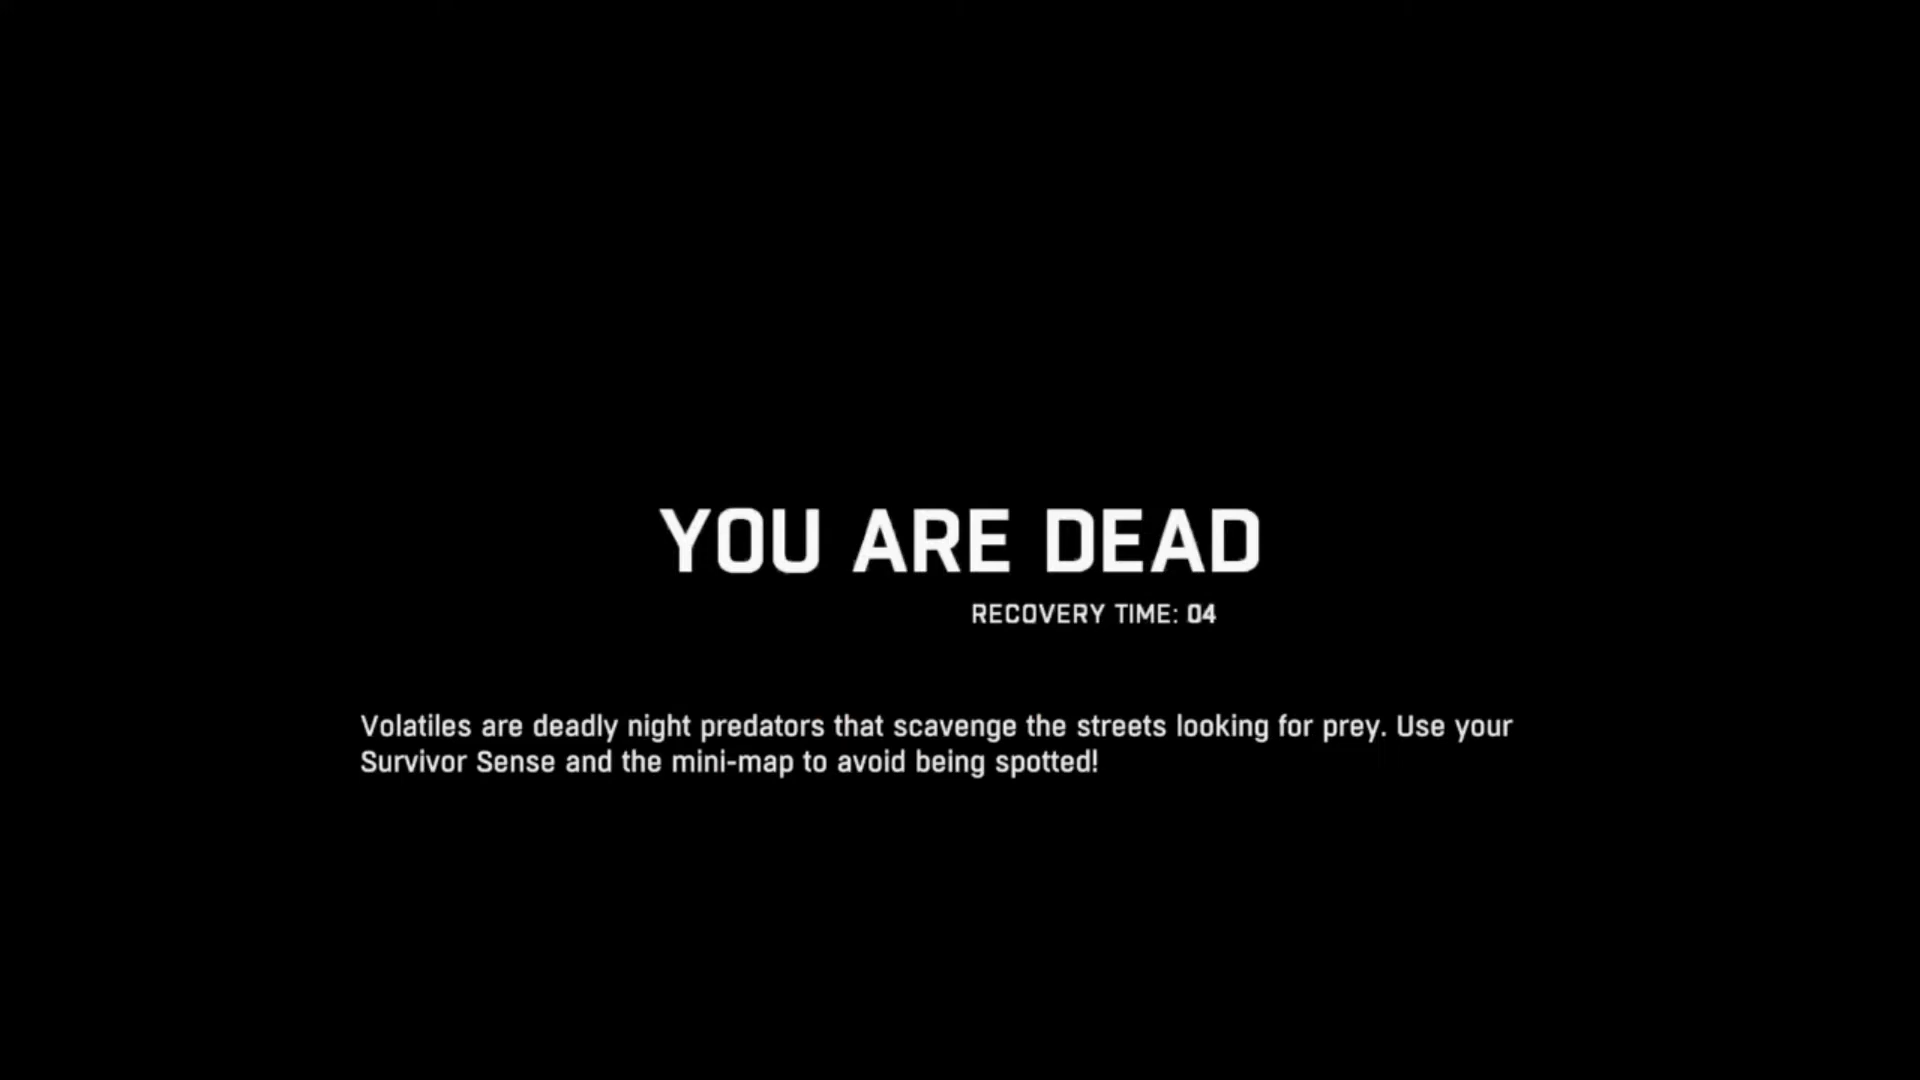 YOU ARE DEAD
RECOVERY TIME: 04
Volatiles are deadly night predators that scavenge the streets looking for prey. Use your
Survivor Sense and the mini-map to avoid being spotted!